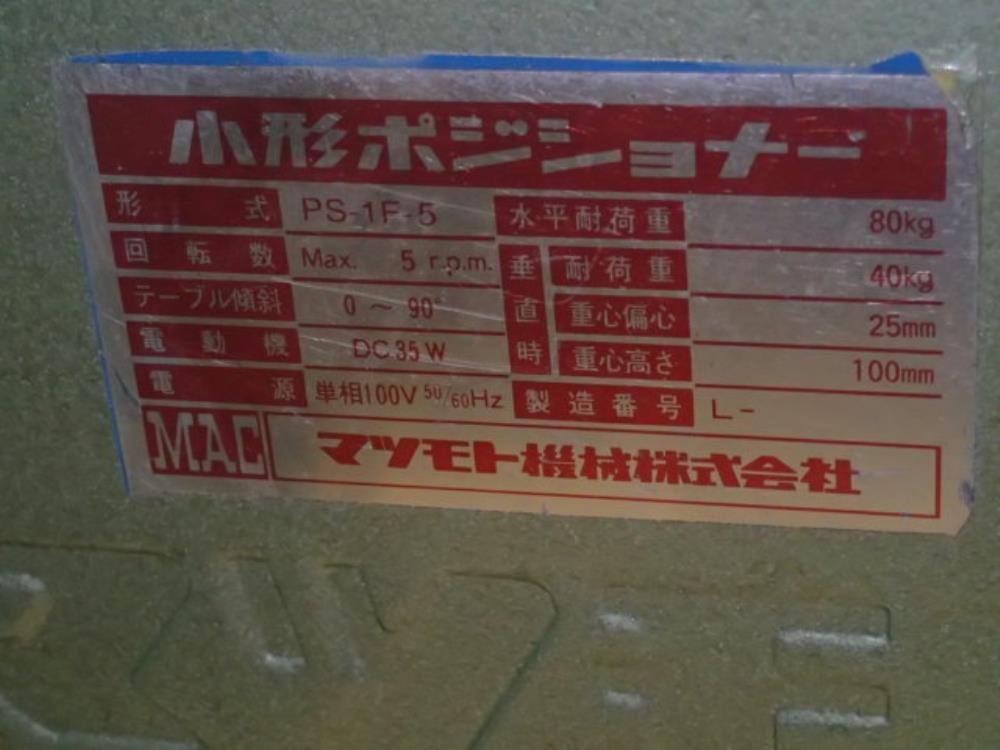 小形ポジショナー
形式 PS-1F-5 水平耐荷重 80kg
回転数 Max. 5 r.p.m. 垂直時 耐荷重 40kg
テーブル傾斜 0～90° 重心偏心 25mm
電動機 DC.35W 重心高さ 100mm
電源 単相100V 50/60Hz 製造番号 L-
MAC マツモト機械株式会社